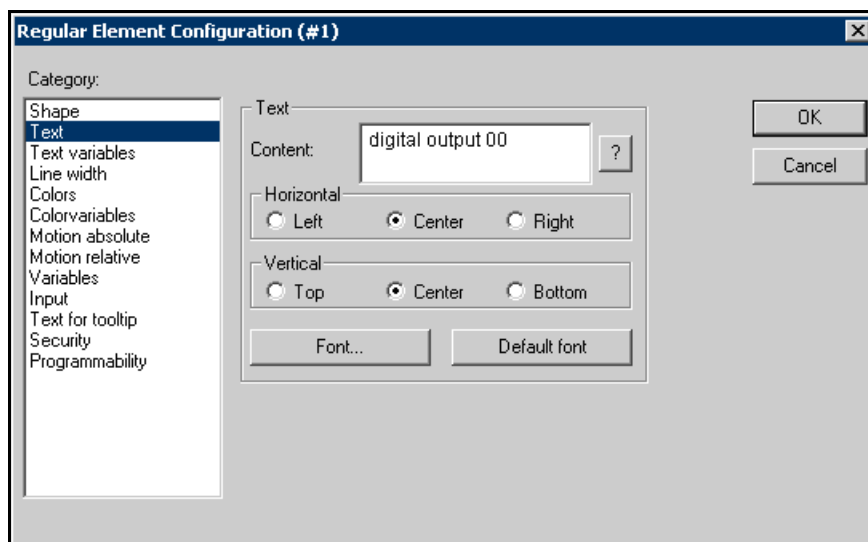 Regular Element Configuration (#1)
Category:
Shape
Text
Text variables
Line width
Colors
Colorvariables
Motion absolute
Motion relative
Variables
Input
Text for tooltip
Security
Programmability
Text
Content:
digital output 00
?
Horizontal
Left
Center
Right
Vertical
Top
Center
Bottom
Font...
Default font
OK
Cancel